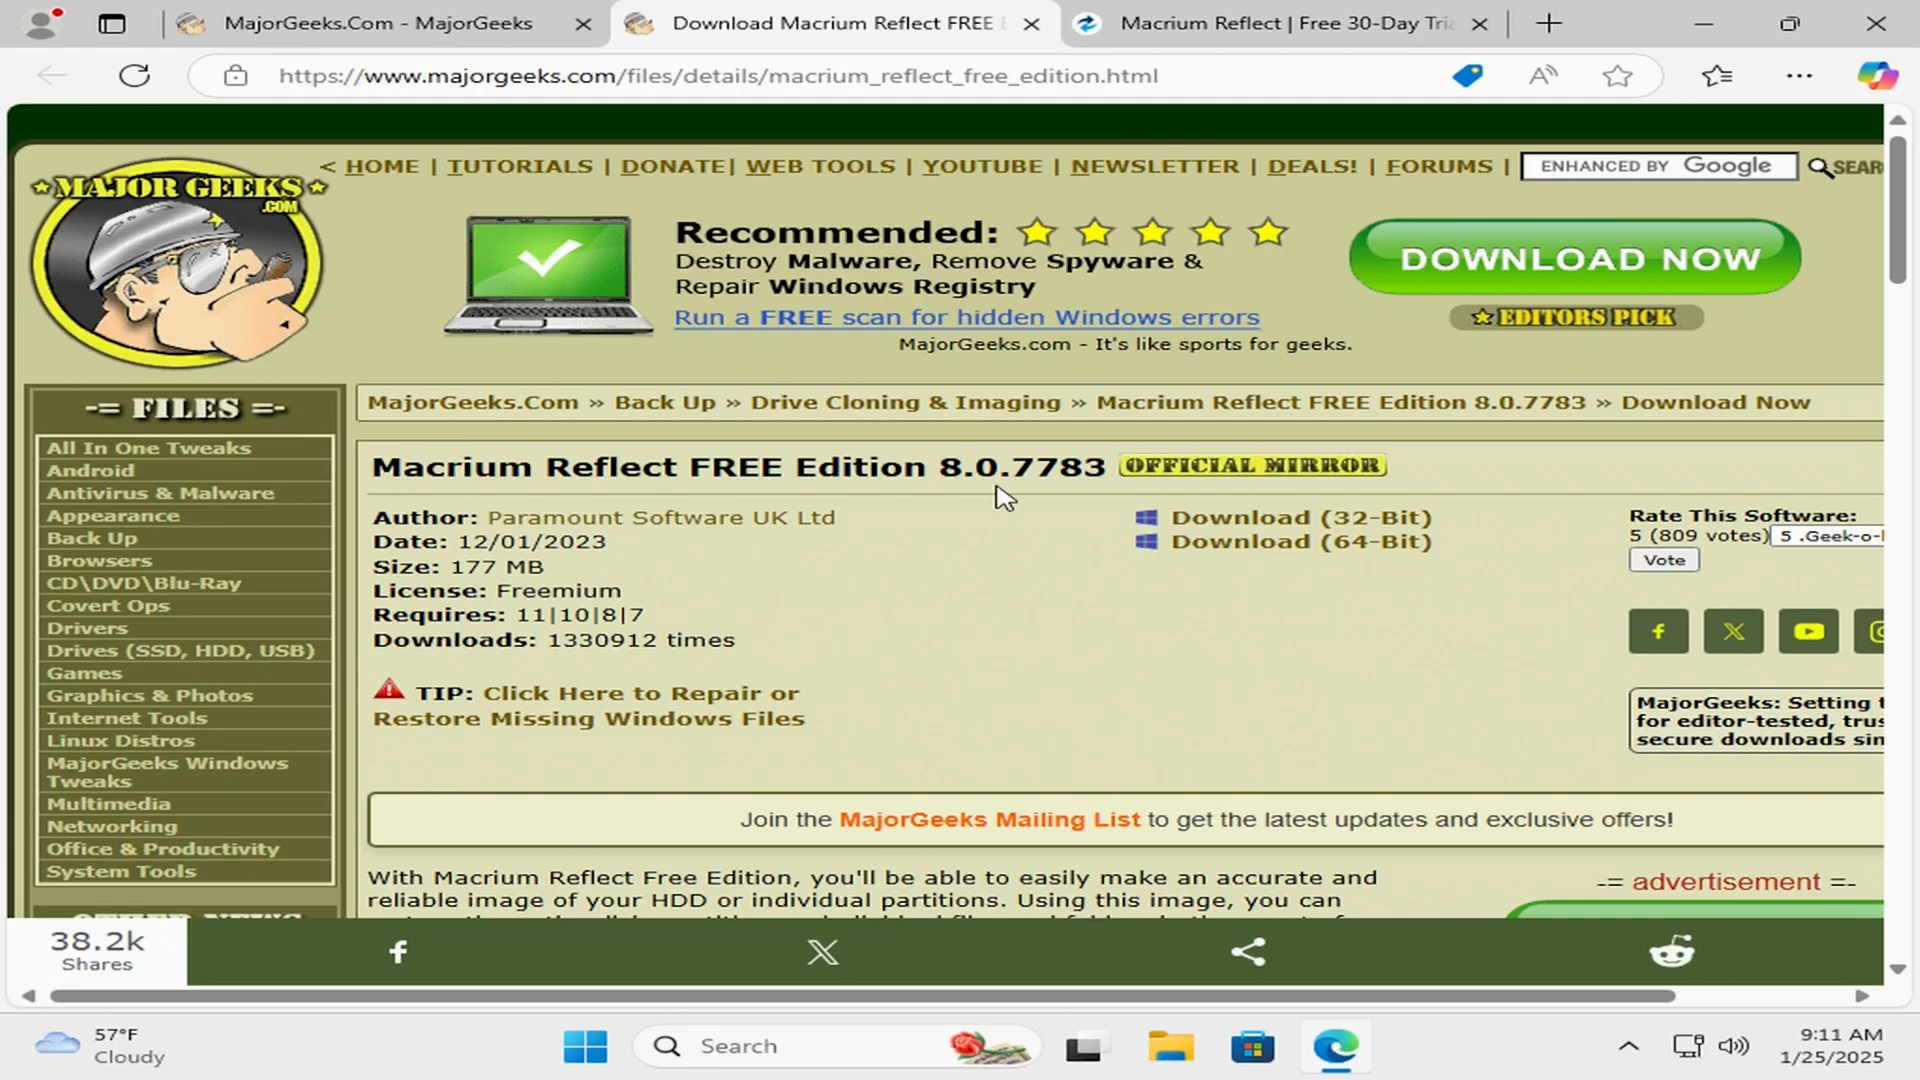 MajorGeeks.Com - MajorGeeks
Download Macrium Reflect FREE E
Macrium Reflect | Free 30-Day Tria
https://www.majorgeeks.com/files/details/macrium_reflect_free_edition.html
< HOME | TUTORIALS | DONATE| WEB TOOLS | YOUTUBE | NEWSLETTER | DEALS! | FORUMS |
ENHANCED BY Google
SEAR
MAJOR GEEKS
.COM
Recommended:
Destroy Malware, Remove Spyware &
Repair Windows Registry
Run a FREE scan for hidden Windows errors
DOWNLOAD NOW
EDITORS PICK
MajorGeeks.com - It's like sports for geeks.
-= FILES =-
All In One Tweaks
Android
Antivirus & Malware
Appearance
Back Up
Browsers
CD\DVD\Blu-Ray
Covert Ops
Drivers
Drives (SSD, HDD, USB)
Games
Graphics & Photos
Internet Tools
Linux Distros
MajorGeeks Windows
Tweaks
Multimedia
Networking
Office & Productivity
System Tools
MajorGeeks.Com » Back Up » Drive Cloning & Imaging » Macrium Reflect FREE Edition 8.0.7783 » Download Now
Macrium Reflect FREE Edition 8.0.7783 OFFICIAL MIRROR
Author: Paramount Software UK Ltd
Date: 12/01/2023
Size: 177 MB
License: Freemium
Requires: 11|10|8|7
Downloads: 1330912 times
TIP: Click Here to Repair or
Restore Missing Windows Files
Download (32-Bit)
Download (64-Bit)
Rate This Software:
5 (809 votes) 5 .Geek-o-
Vote
MajorGeeks: Setting
for editor-tested, trus
secure downloads sin
Join the MajorGeeks Mailing List to get the latest updates and exclusive offers!
With Macrium Reflect Free Edition, you'll be able to easily make an accurate and
reliable image of your HDD or individual partitions. Using this image, you can
-= advertisement =-
38.2k
Shares
57°F
Cloudy
Search
9:11 AM
1/25/2025